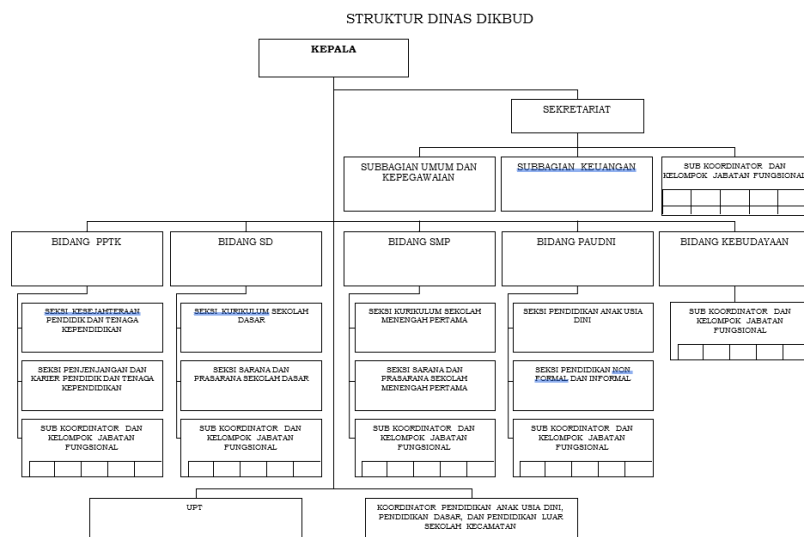 STRUKTUR DINAS DIKBUD
KEPALA
SEKRETARIAT
SUBBAGIAN UMUM DAN
KEPEGAWAIAN
SUBBAGIAN KEUANGAN
SUB KOORDINATOR DAN
KELOMPOK JABATAN FUNGSIONAL
BIDANG PPTK
BIDANG SD
BIDANG SMP
BIDANG PAUDNI
BIDANG KEBUDAYAAN
SEKSI KESEJAHTERAAN
PENDIDIK DAN TENAGA
KEPENDIDIKAN
SEKSI KURIKULUM SEKOLAH
DASAR
SEKSI KURIKULUM SEKOLAH
MENENGAH PERTAMA
SEKSI PENDIDIKAN ANAK USIA
DINI
SUB KOORDINATOR DAN
KELOMPOK JABATAN
FUNGSIONAL
SEKSI PENJENJANGAN DAN
KARIER PENDIDIK DAN TENAGA
KEPENDIDIKAN
SEKSI SARANA DAN
PRASARANA SEKOLAH DASAR
SEKSI SARANA DAN
PRASARANA SEKOLAH
MENENGAH PERTAMA
SEKSI PENDIDIKAN NON
FORMAL DAN INFORMAL
SUB KOORDINATOR DAN
KELOMPOK JABATAN
FUNGSIONAL
SUB KOORDINATOR DAN
KELOMPOK JABATAN
FUNGSIONAL
SUB KOORDINATOR DAN
KELOMPOK JABATAN
FUNGSIONAL
SUB KOORDINATOR DAN
KELOMPOK JABATAN
FUNGSIONAL
UPT
KOORDINATOR PENDIDIKAN ANAK USIA DINI,
PENDIDIKAN DASAR, DAN PENDIDIKAN LUAR
SEKOLAH KECAMATAN